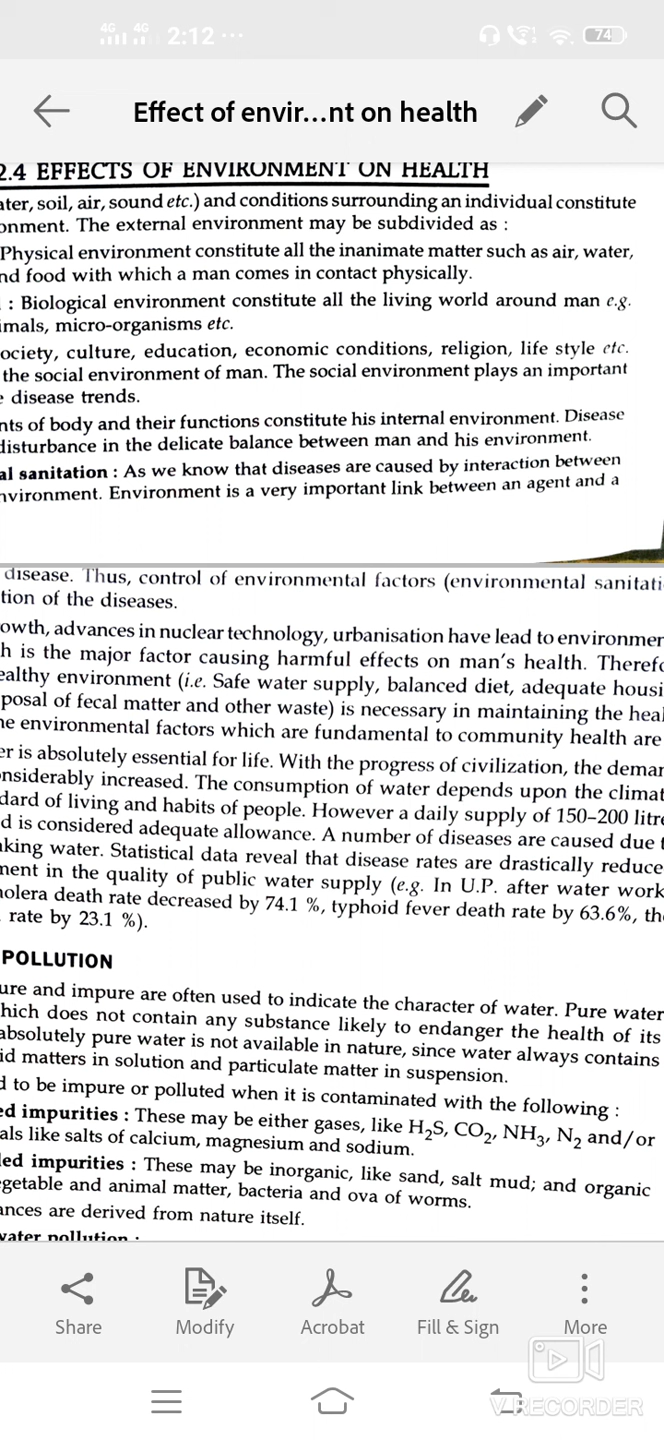 4G 4G 2:12 ... 74
Effect of envir...nt on health
2.4 EFFECTS OF ENVIRONMENT ON HEALTH
ater, soil, air, sound etc.) and conditions surrounding an individual constitute
onment. The external environment may be subdivided as :
Physical environment constitute all the inanimate matter such as air, water,
nd food with which a man comes in contact physically.
: Biological environment constitute all the living world around man e.g.
imals, micro-organisms etc.
ociety, culture, education, economic conditions, religion, life style etc.
the social environment of man. The social environment plays an important
e disease trends.
nts of body and their functions constitute his internal environment. Disease
disturbance in the delicate balance between man and his environment.
al sanitation : As we know that diseases are caused by interaction between
nvironment. Environment is a very important link between an agent and a
disease. Thus, control of environmental factors (environmental sanitati
tion of the diseases.
owth, advances in nuclear technology, urbanisation have lead to environmen
h is the major factor causing harmful effects on man's health. Therefo
ealthy environment (i.e. Safe water supply, balanced diet, adequate housi
posal of fecal matter and other waste) is necessary in maintaining the heal
he environmental factors which are fundamental to community health are
er is absolutely essential for life. With the progress of civilization, the deman
onsiderably increased. The consumption of water depends upon the climat
dard of living and habits of people. However a daily supply of 150–200 litre
d is considered adequate allowance. A number of diseases are caused due t
nking water. Statistical data reveal that disease rates are drastically reduce
ment in the quality of public water supply (e.g. In U.P. after water work
holera death rate decreased by 74.1 %, typhoid fever death rate by 63.6%, the
rate by 23.1 %).
POLLUTION
ure and impure are often used to indicate the character of water. Pure water
hich does not contain any substance likely to endanger the health of its
absolutely pure water is not available in nature, since water always contains
id matters in solution and particulate matter in suspension.
d to be impure or polluted when it is contaminated with the following :
ed impurities : These may be either gases, like H₂S, CO₂, NH₃, N₂ and/or
als like salts of calcium, magnesium and sodium.
ded impurities : These may be inorganic, like sand, salt mud; and organic
egetable and animal matter, bacteria and ova of worms.
ances are derived from nature itself.
water pollution :
Share Modify Acrobat Fill & Sign More
V RECORDER